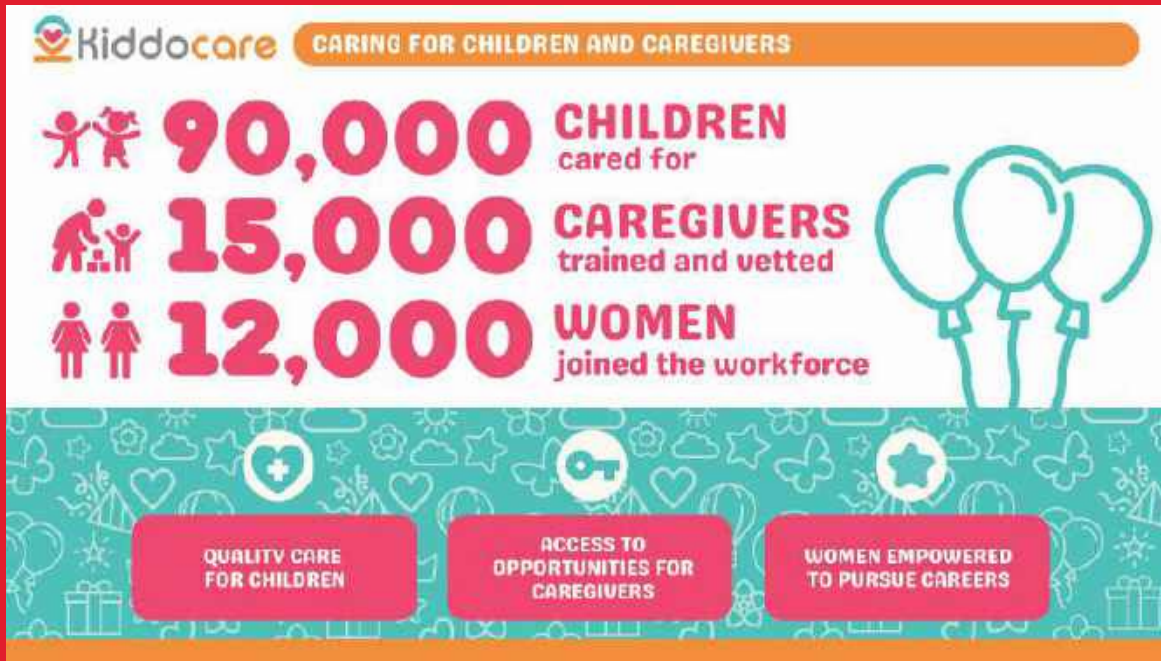 Kiddocare
CARING FOR CHILDREN AND CAREGIVERS
90,000 CHILDREN
cared for
15,000 CAREGIVERS
trained and vetted
12,000 WOMEN
joined the workforce
QUALITY CARE
FOR CHILDREN
ACCESS TO
OPPORTUNITIES FOR
CAREGIVERS
WOMEN EMPOWERED
TO PURSUE CAREERS